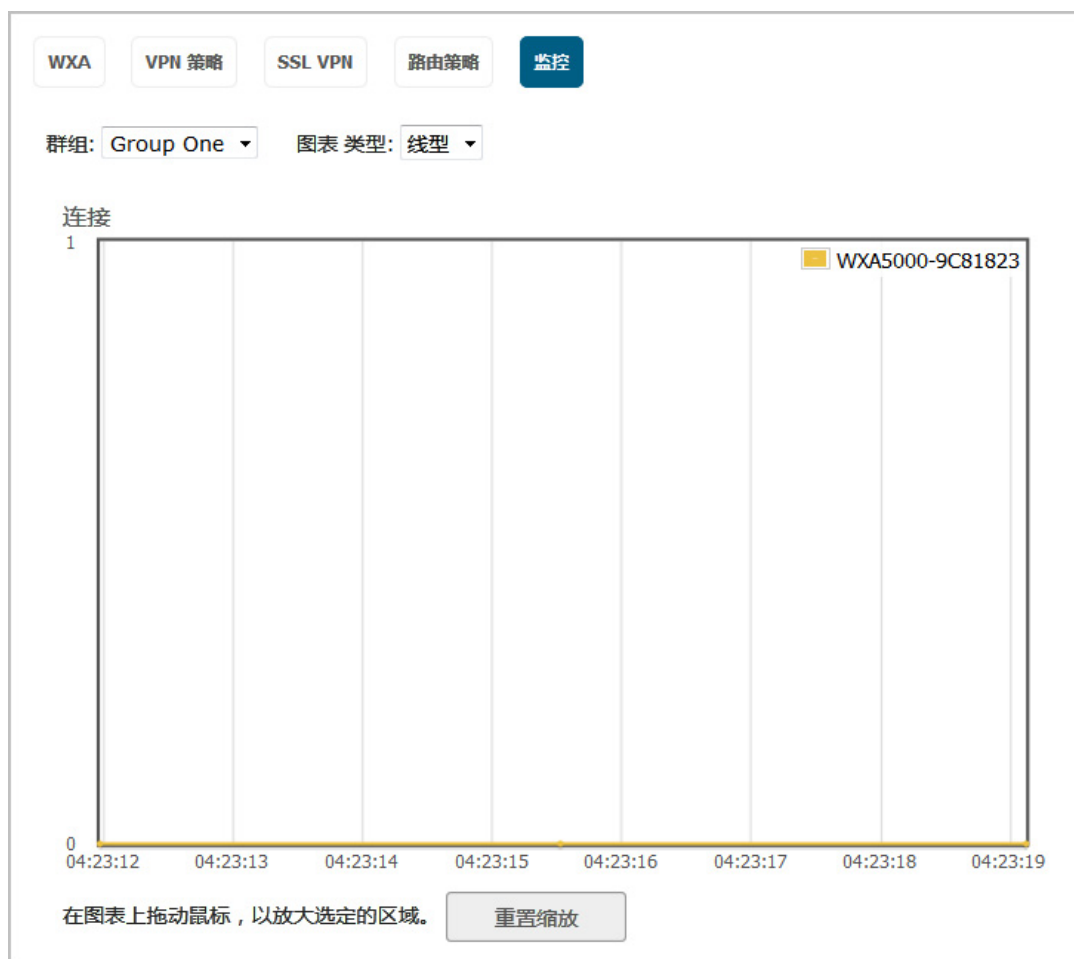 WXA VPN 策略 SSL VPN 路由策略 监控
群组: Group One 图表 类型: 线型
连接
1
WXA5000-9C81823
0
04:23:12 04:23:13 04:23:14 04:23:15 04:23:16 04:23:17 04:23:18 04:23:19
在图表上拖动鼠标，以放大选定的区域。 重置缩放